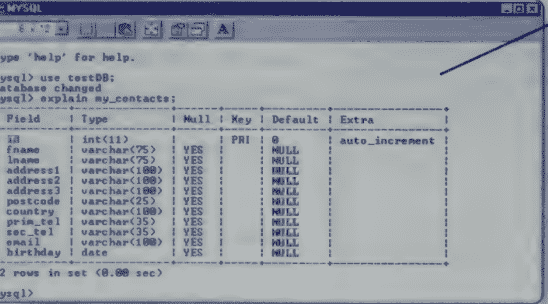 MYSQL
A
ype 'help' for help.
ysql> use testDB;
atabase changed
ysql> explain my_contacts;
Field | Type | Null | Key | Default | Extra
id | int(11) | | PRI | 0 | auto_increment
fname | varchar(75) | YES | | NULL |
lname | varchar(75) | YES | | NULL |
address1 | varchar(100) | YES | | NULL |
address2 | varchar(100) | YES | | NULL |
address3 | varchar(100) | YES | | NULL |
postcode | varchar(25) | YES | | NULL |
country | varchar(100) | YES | | NULL |
prim_tel | varchar(35) | YES | | NULL |
sec_tel | varchar(35) | YES | | NULL |
email | varchar(100) | YES | | NULL |
birthday | date | YES | | NULL |
2 rows in set (0.00 sec)
ysql>